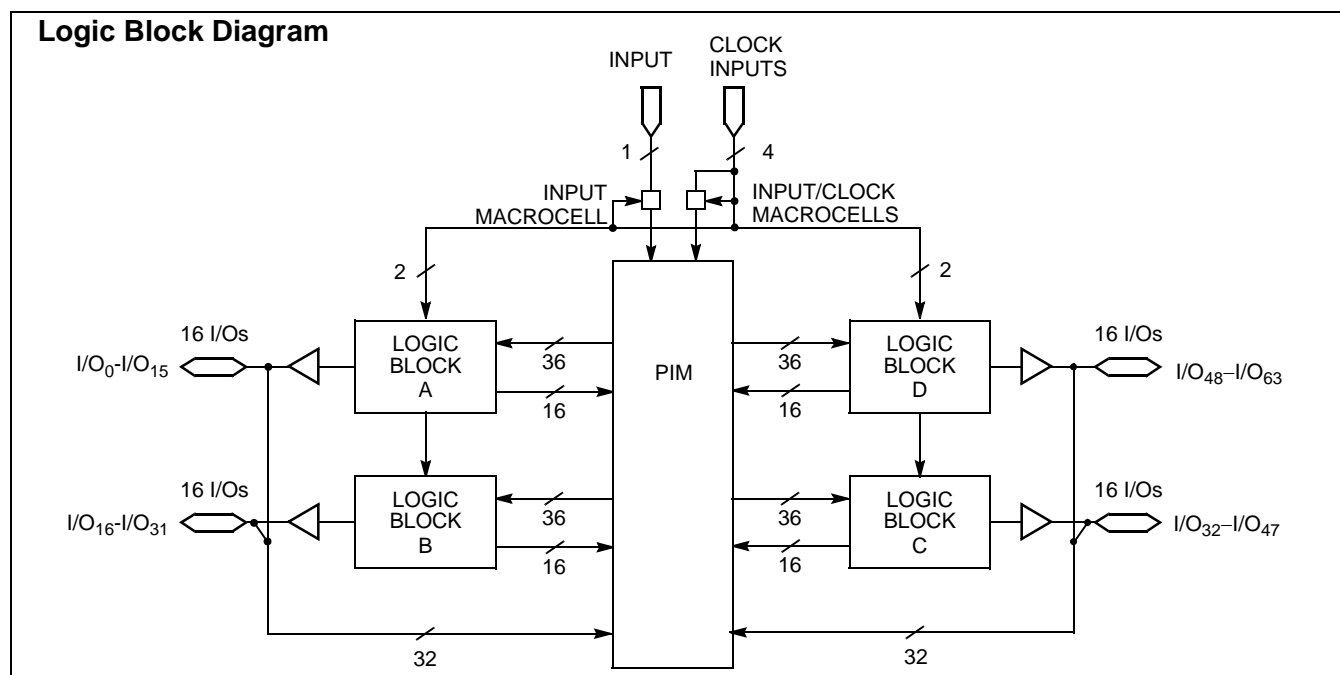 Logic Block Diagram
INPUT
CLOCK
INPUTS
1
4
INPUT
MACROCELL
INPUT/CLOCK
MACROCELLS
2
2
16 I/Os
I/O0-I/O15
LOGIC
BLOCK
A
36
16
PIM
36
16
LOGIC
BLOCK
D
16 I/Os
I/O48–I/O63
16 I/Os
I/O16-I/O31
LOGIC
BLOCK
B
36
16
36
16
LOGIC
BLOCK
C
16 I/Os
I/O32–I/O47
32
32